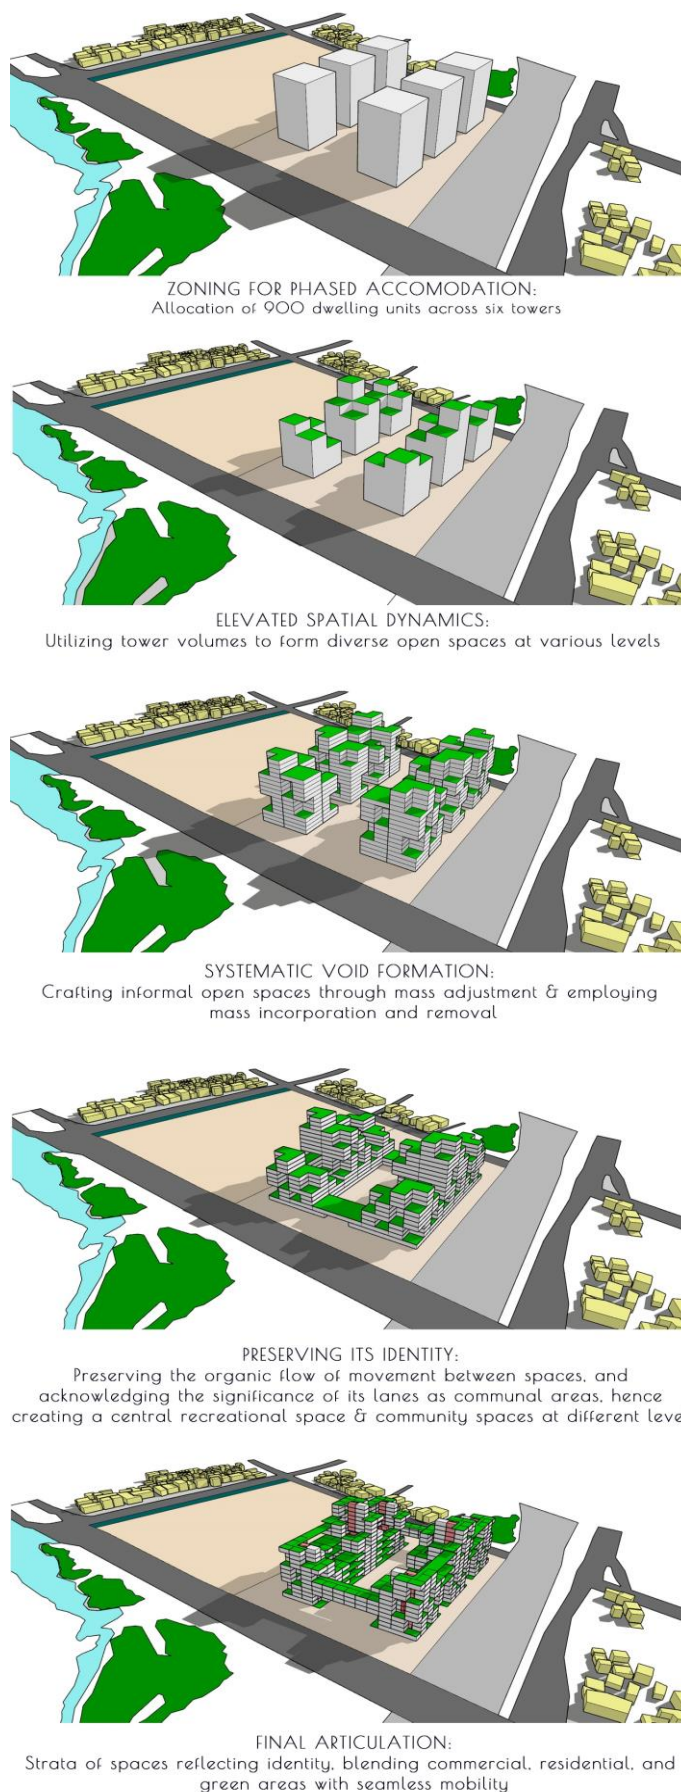 ZONING FOR PHASED ACCOMODATION:
Allocation of 900 dwelling units across six towers
ELEVATED SPATIAL DYNAMICS:
Utilizing tower volumes to form diverse open spaces at various levels
SYSTEMATIC VOID FORMATION:
Crafting informal open spaces through mass adjustment & employing
mass incorporation and removal
PRESERVING ITS IDENTITY:
Preserving the organic flow of movement between spaces, and
acknowledging the significance of its lanes as communal areas, hence
creating a central recreational space & community spaces at different leve
FINAL ARTICULATION:
Strata of spaces reflecting identity, blending commercial, residential, and
green areas with seamless mobility